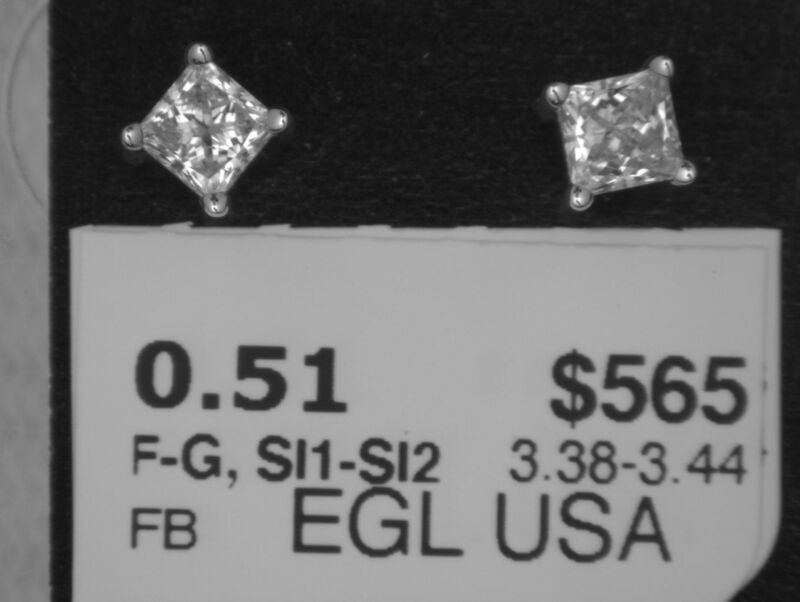 0.51 $565
F-G, SI1-SI2 3.38-3.44
FB EGL USA